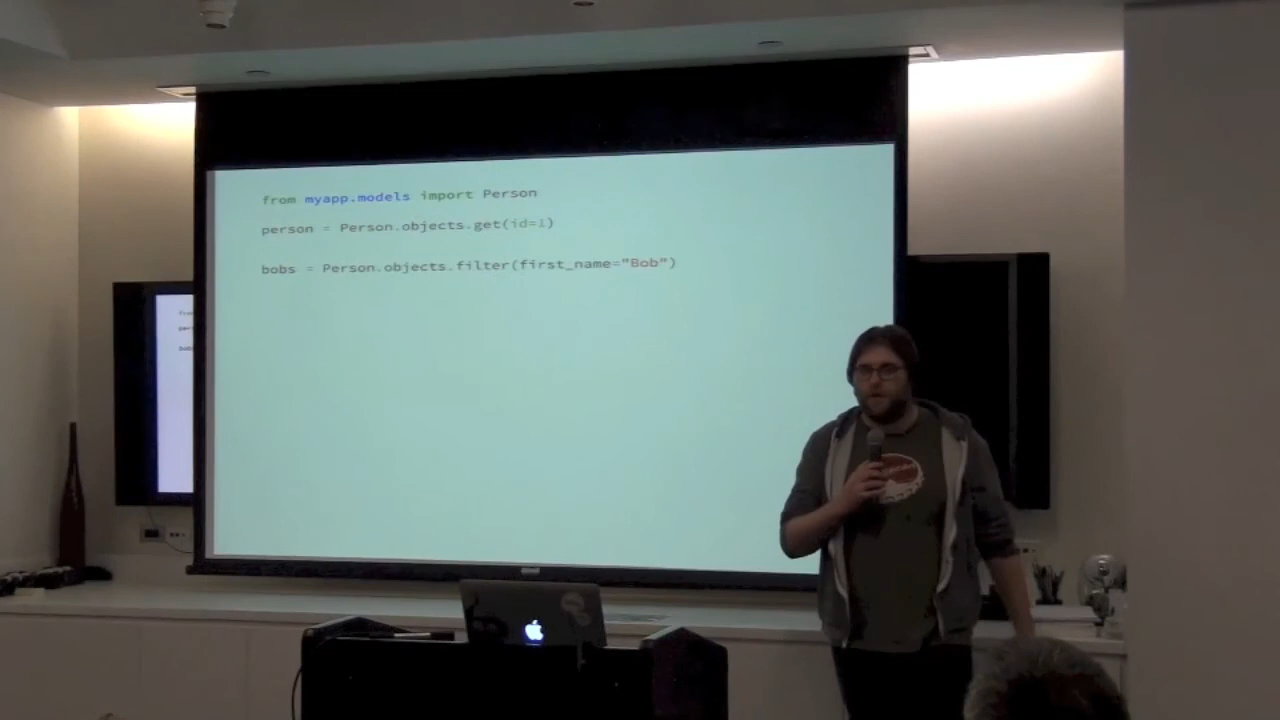 from myapp.models import Person
person = Person.objects.get(id=1)
bobs = Person.objects.filter(first_name="Bob")